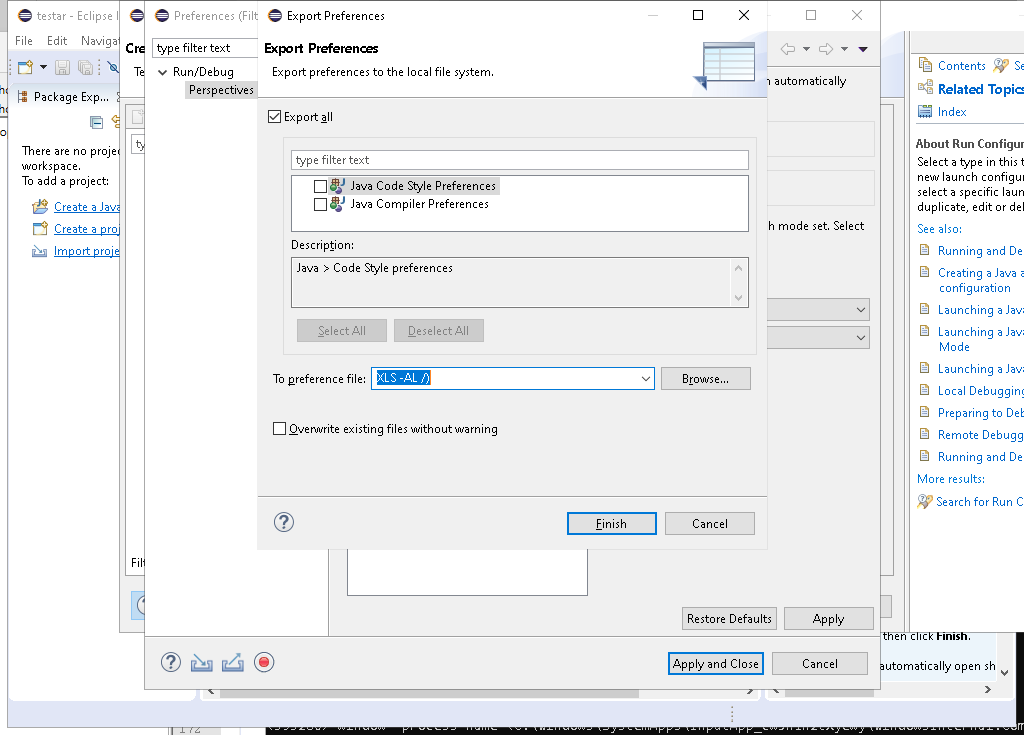 testar - Eclipse I
Preferences (Filt
Export Preferences
File Edit Navigat
Package Exp...
There are no projec
workspace.
To add a project:
Create a Java
Create a proj
Import proje
Cre
Te
ty
Filt
type filter text
Run/Debug
Perspectives
Export Preferences
Export preferences to the local file system.
Export all
type filter text
Java Code Style Preferences
Java Compiler Preferences
Description:
Java > Code Style preferences
Select All
Deselect All
To preference file:
XLS -AL /)
Browse...
Overwrite existing files without warning
Finish
Cancel
n automatically
h mode set. Select
Restore Defaults
Apply
Apply and Close
Cancel
Contents
Se
Related Topics
Index
About Run Configur
Select a type in this t
new launch configur
select a specific laun
duplicate, edit or del
See also:
Running and De
Creating a Java a
configuration
Launching a Java
Launching a Java
Mode
Launching a Java
Local Debugging
Preparing to Deb
Remote Debugg
Running and De
More results:
Search for Run C
then click Finish.
automatically open sh
172